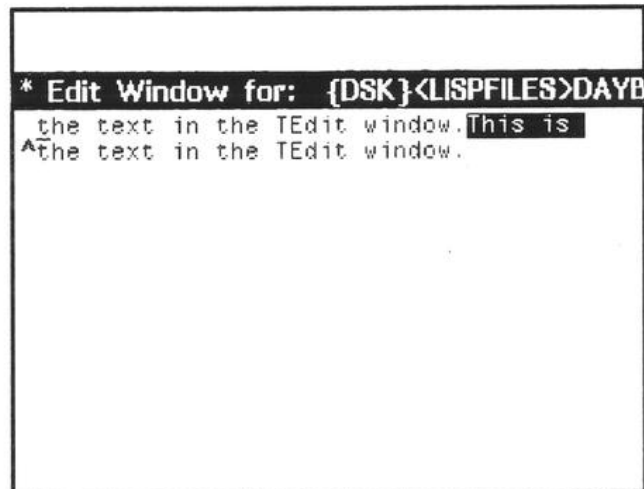 * Edit Window for: {DSK}<LISPFILES>DAYB
the text in the TEdit window.This is
^the text in the TEdit window.